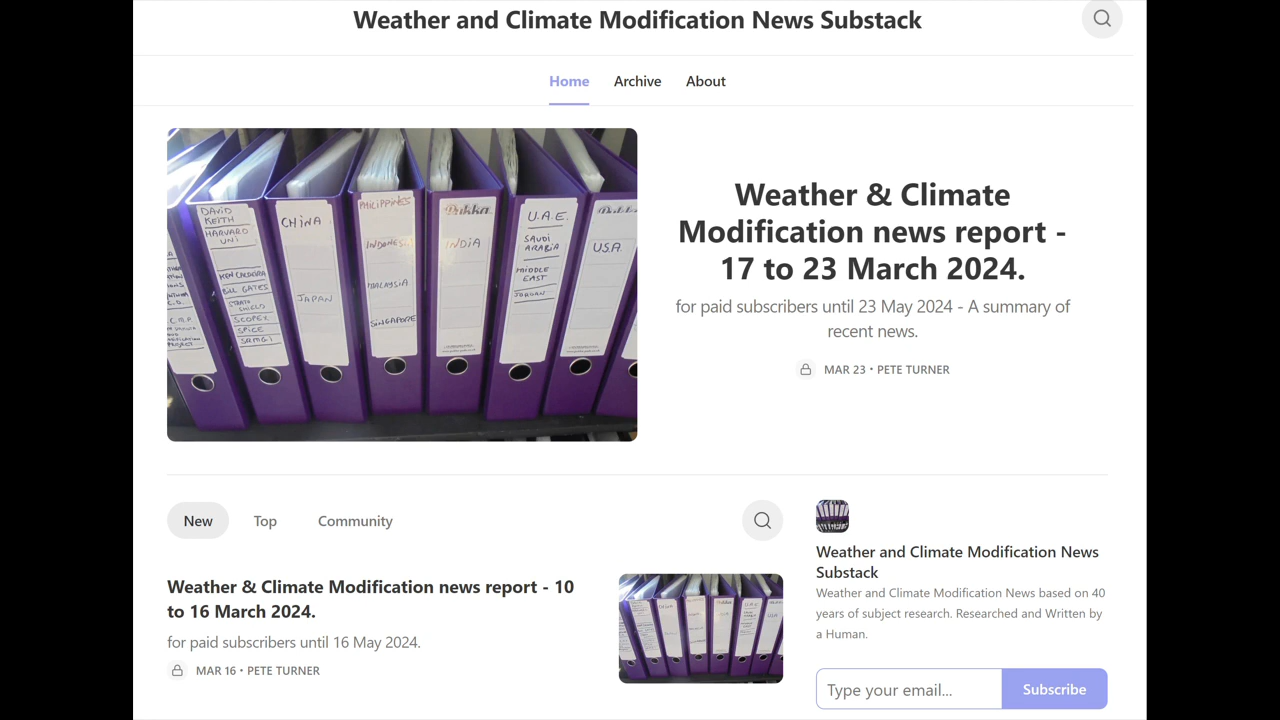 Weather and Climate Modification News Substack
Home
Archive
About
DAVID
KEITH
HARVARD
UNI
KEN CALDEIRA
BILL GATES
STRATO
SHIELD
SCOPEX
SPICE
SRMGI
CHINA
JAPAN
PHILIPPINES
INDONESIA
MALAYSIA
SINGAPORE
Pukka
INDIA
U.A.E.
SAUDI
ARABIA
MIDDLE
EAST
JORDAN
USA
Weather & Climate
Modification news report -
17 to 23 March 2024.
for paid subscribers until 23 May 2024 - A summary of
recent news.
MAR 23 • PETE TURNER
New
Top
Community
Weather & Climate Modification news report - 10
to 16 March 2024.
for paid subscribers until 16 May 2024.
MAR 16 • PETE TURNER
Weather and Climate Modification News
Substack
Weather and Climate Modification News based on 40
years of subject research. Researched and Written by
a Human.
Type your email...
Subscribe